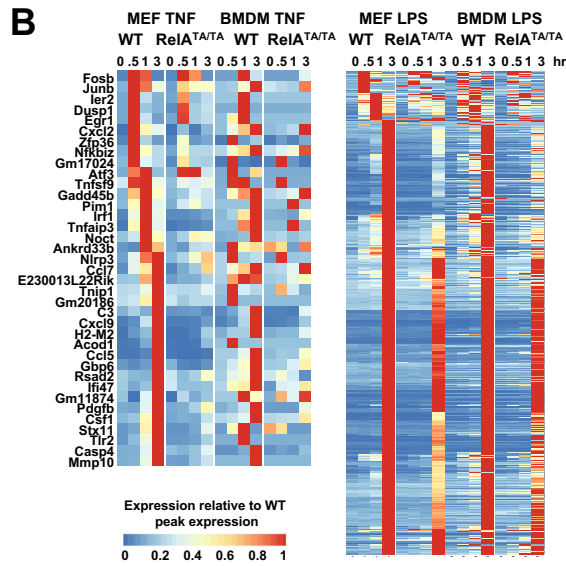 B
MEF TNF BMDM TNF MEF LPS BMDM LPS
WT RelA^TA/TA WT RelA^TA/TA WT RelA^TA/TA WT RelA^TA/TA
0 .5 1 3 0 .5 1 3 0 .5 1 3 0 .5 1 3 0 .5 1 3 0 .5 1 3 0 .5 1 3 0 .5 1 3 hr
Fosb
Junb
Ier2
Dusp1
Egr1
Cxcl2
Zfp36
Nfkbiz
Gm17024
Atf3
Tnfsf9
Gadd45b
Pim1
Irf1
Tnfaip3
Noct
Ankrd33b
Nlrp3
Ccl7
E230013L22Rik
Tnip1
Gm20186
C3
Cxcl9
H2-M2
Acod1
Ccl5
Gbp6
Rsad2
Ifi47
Gm11874
Pdgfb
Csf1
Stx11
Tlr2
Casp4
Mmp10
Expression relative to WT
peak expression
0 0.2 0.4 0.6 0.8 1